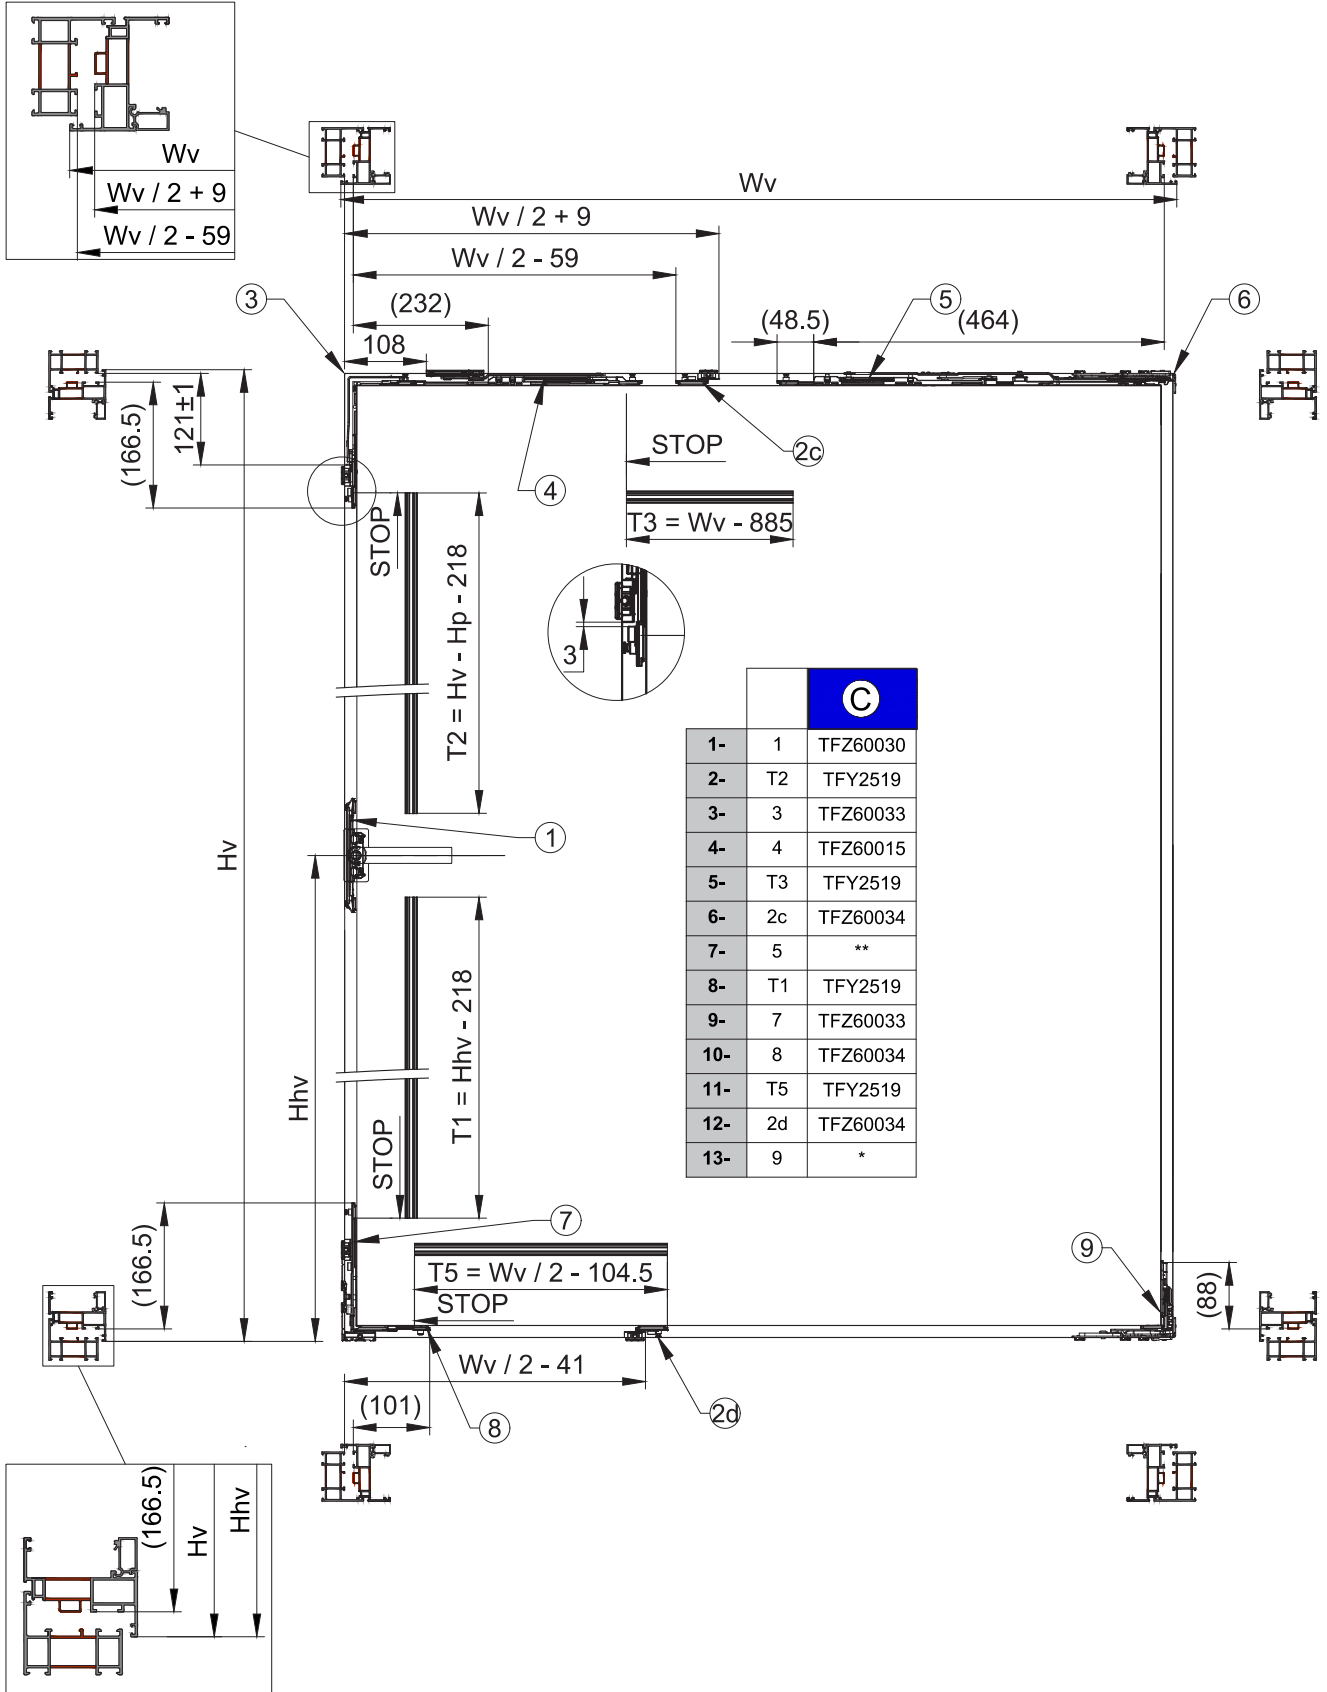 Wv
Wv / 2 + 9
Wv / 2 - 59
Wv
Wv / 2 + 9
Wv / 2 - 59
3
(232)
(48.5)
5
(464)
6
108
121±1
(166.5)
STOP
2c
4
STOP
T3 = Wv - 885
T2 = Hv - Hp - 218
3
C
1- 1 TFZ60030
2- T2 TFY2519
3- 3 TFZ60033
4- 4 TFZ60015
5- T3 TFY2519
6- 2c TFZ60034
7- 5 **
8- T1 TFY2519
9- 7 TFZ60033
10- 8 TFZ60034
11- T5 TFY2519
12- 2d TFZ60034
13- 9 *
1
Hv
Hhv
T1 = Hhv - 218
STOP
7
(166.5)
T5 = Wv / 2 - 104.5
STOP
9
(88)
Wv / 2 - 41
(101)
8
2d
(166.5)
Hv
Hhv